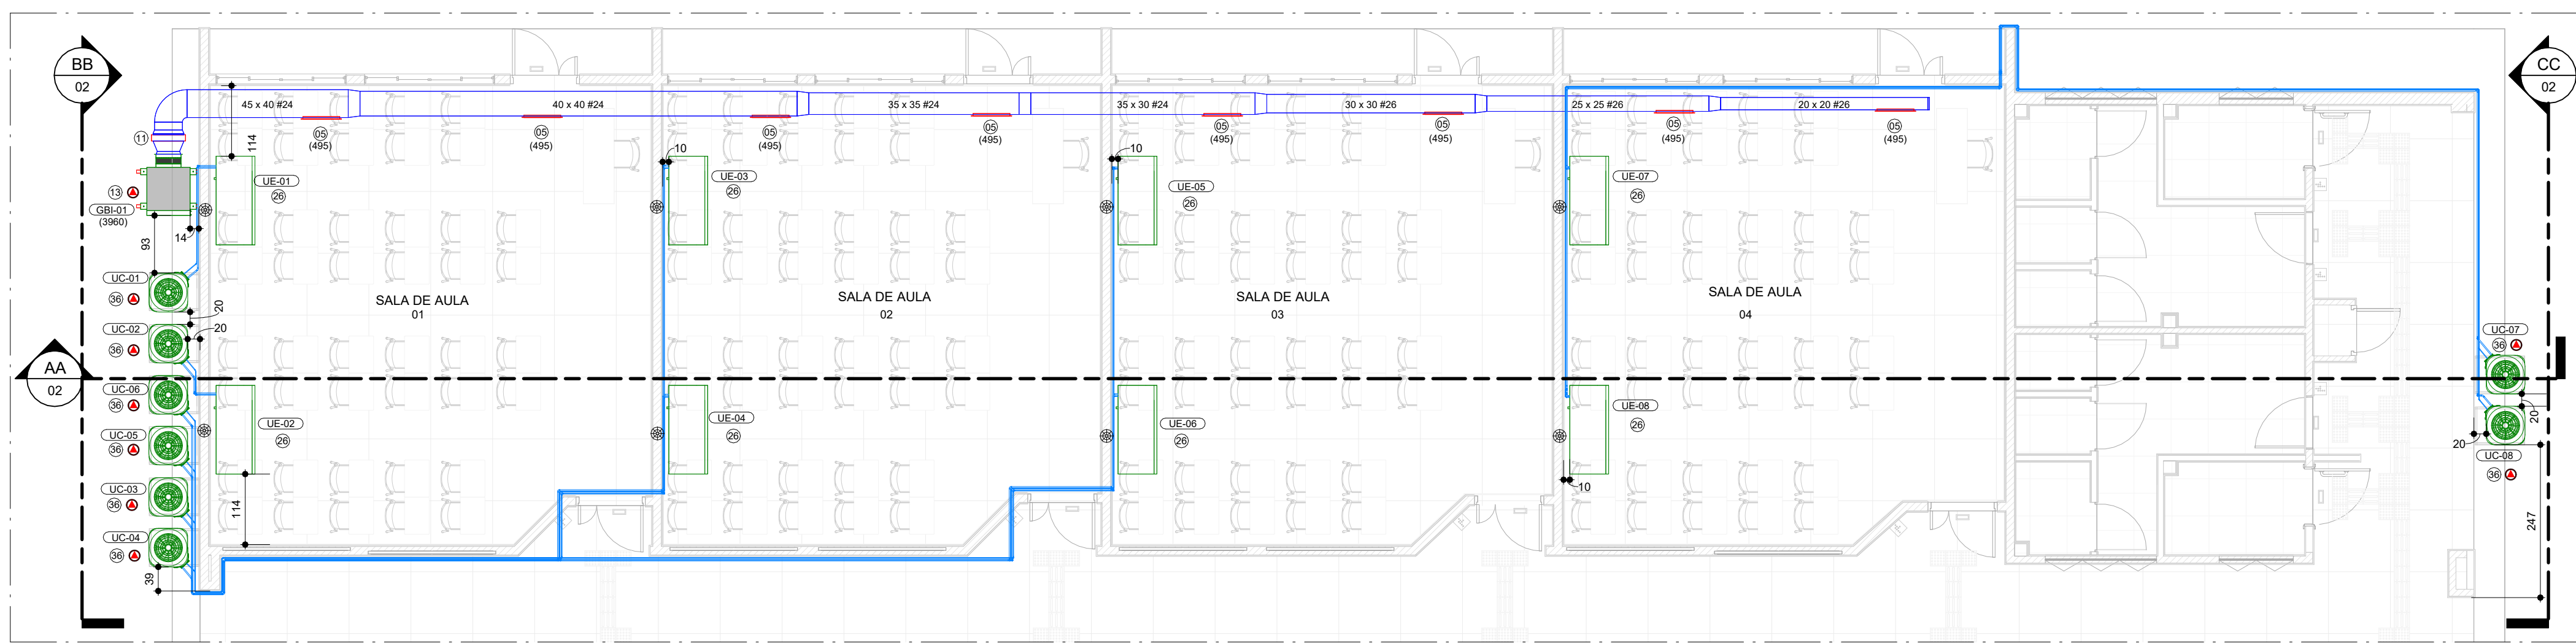 BB
02
CC
02
45 x 40 #24
40 x 40 #24
35 x 35 #24
35 x 30 #24
30 x 30 #26
25 x 25 #26
20 x 20 #26
05
(495)
05
(495)
05
(495)
05
(495)
05
(495)
05
(495)
05
(495)
05
(495)
11
114
10
10
13
GBI-01
(3960)
UE-01
26
UE-03
26
UE-05
26
UE-07
26
14
93
UC-01
36
20
SALA DE AULA
01
SALA DE AULA
02
SALA DE AULA
03
SALA DE AULA
04
UC-02
36
20
UC-07
36
AA
02
UC-06
36
UE-02
26
UE-04
26
UE-06
26
UE-08
26
20
20
UC-05
36
UC-08
36
UC-03
36
114
10
247
UC-04
36
39